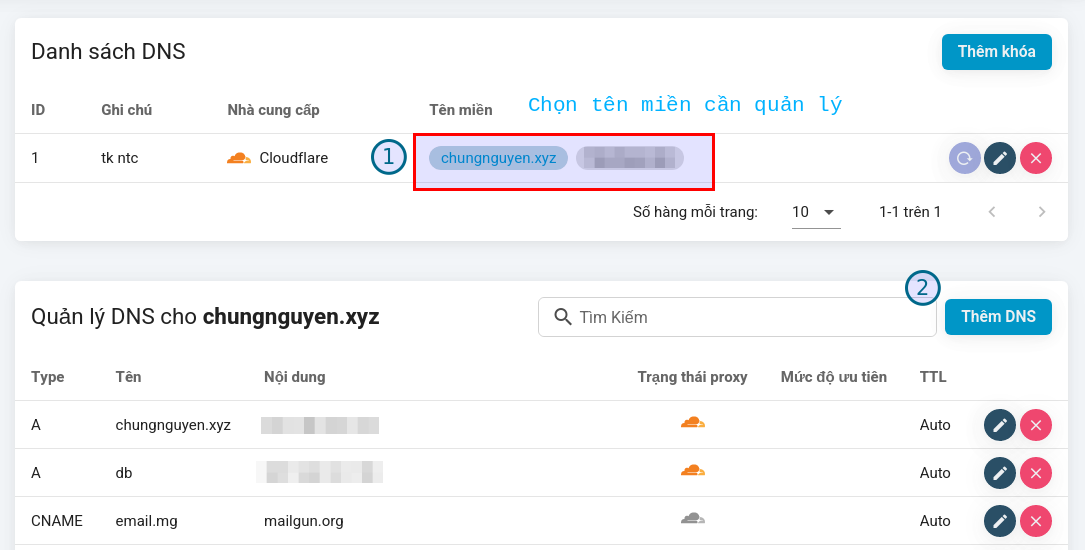 Danh sách DNS
Thêm khóa
ID Ghi chú Nhà cung cấp Tên miền Chọn tên miền cần quản lý
1 tk ntc Cloudflare 1 chungnguyen.xyz
Số hàng mỗi trang: 10 1-1 trên 1
2
Quản lý DNS cho chungnguyen.xyz Tìm Kiếm Thêm DNS
Type Tên Nội dung Trạng thái proxy Mức độ ưu tiên TTL
A chungnguyen.xyz Auto
A db Auto
CNAME email.mg mailgun.org Auto